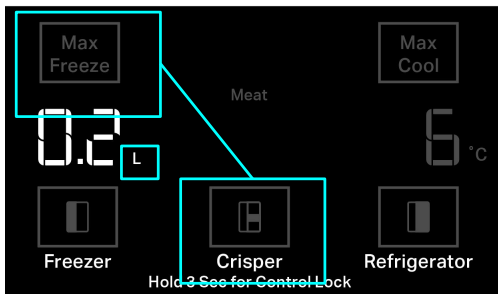 Max
Freeze
Max
Cool
Meat
0.2
L
6
°C
Freezer
Crisper
Refrigerator
Hold 3 Sec for Control Lock